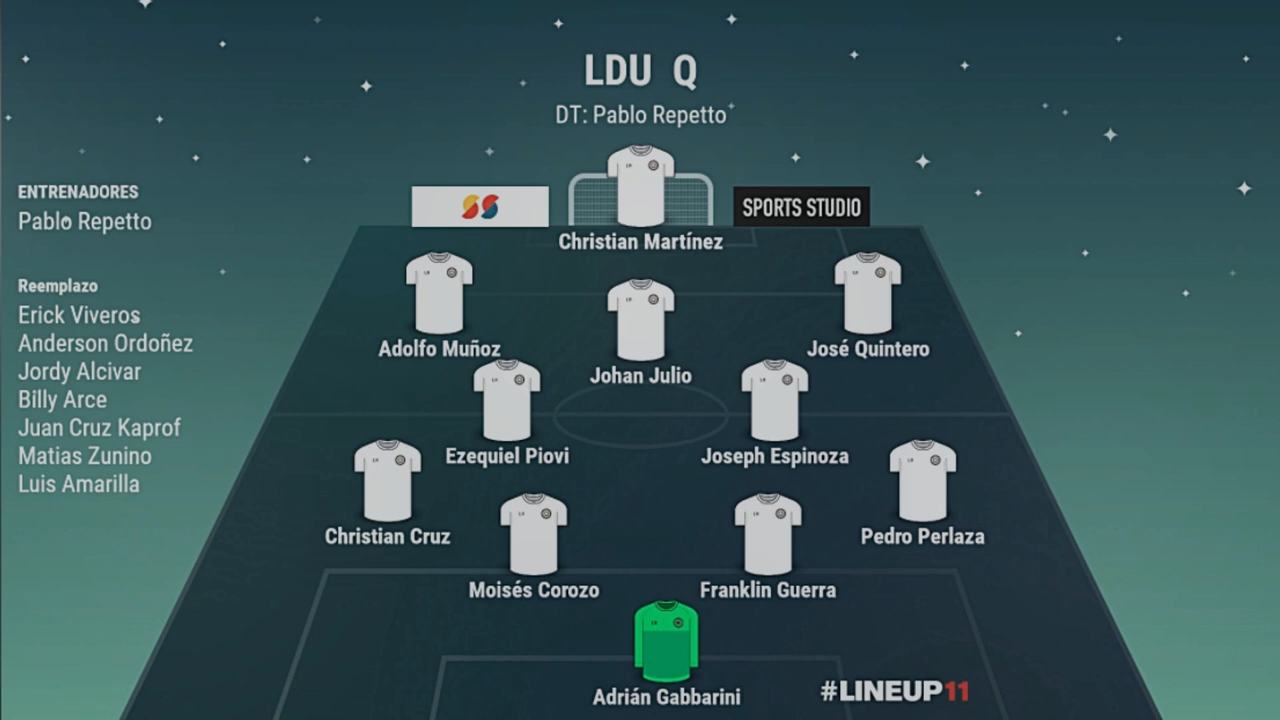 LDU Q
DT: Pablo Repetto
ENTRENADORES
Pablo Repetto
Reemplazo
Erick Viveros
Anderson Ordoñez
Jordy Alcivar
Billy Arce
Juan Cruz Kaprof
Matias Zunino
Luis Amarilla
SS
SPORTS STUDIO
Christian Martínez
Adolfo Muñoz
Johan Julio
José Quintero
Ezequiel Piovi
Joseph Espinoza
Christian Cruz
Pedro Perlaza
Moisés Corozo
Franklin Guerra
Adrián Gabbarini
#LINEUP11